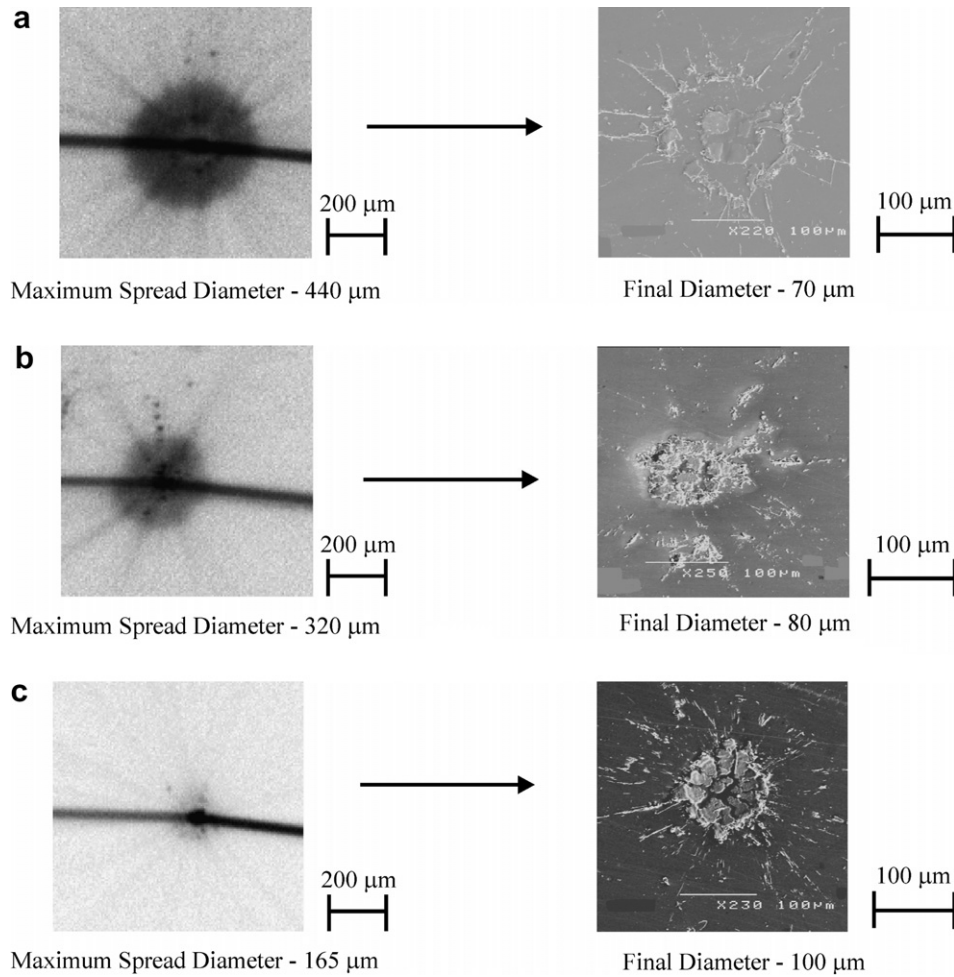 a
200 μm
100 μm
X220 100μm
Maximum Spread Diameter - 440 μm
Final Diameter - 70 μm
b
200 μm
100 μm
X250 100μm
Maximum Spread Diameter - 320 μm
Final Diameter - 80 μm
c
200 μm
100 μm
X230 100μm
Maximum Spread Diameter - 165 μm
Final Diameter - 100 μm